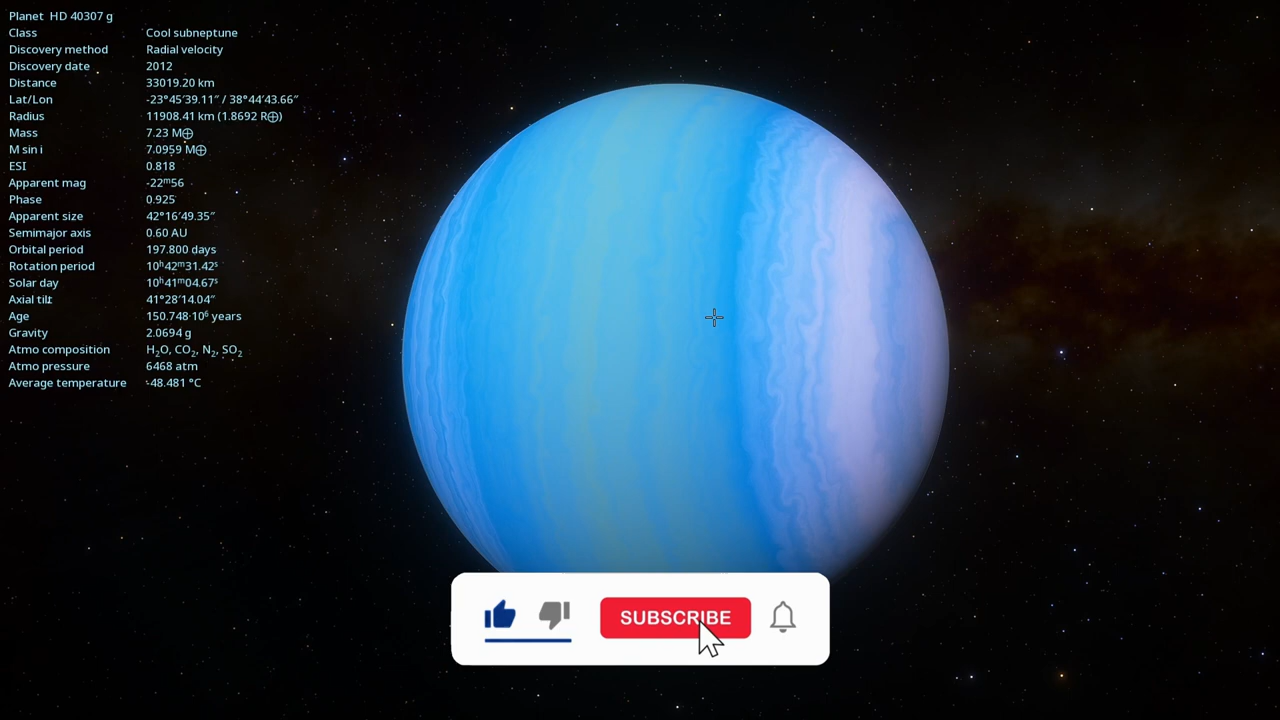 Planet HD 40307 g
Class Cool subneptune
Discovery method Radial velocity
Discovery date 2012
Distance 33019.20 km
Lat/Lon -23°45′39.11″ / 38°44′43.66″
Radius 11908.41 km (1.8692 R⊕)
Mass 7.23 M⊕
M sin i 7.0959 M⊕
ESI 0.818
Apparent mag -22ᵐ56
Phase 0.925
Apparent size 42°16′49.35″
Semimajor axis 0.60 AU
Orbital period 197.800 days
Rotation period 10ʰ42ᵐ31.42ˢ
Solar day 10ʰ41ᵐ04.67ˢ
Axial tilt 41°28′14.04″
Age 150.748·10⁶ years
Gravity 2.0694 g
Atmo composition H₂O, CO₂, N₂, SO₂
Atmo pressure 6468 atm
Average temperature -48.481 °C
SUBSCRIBE